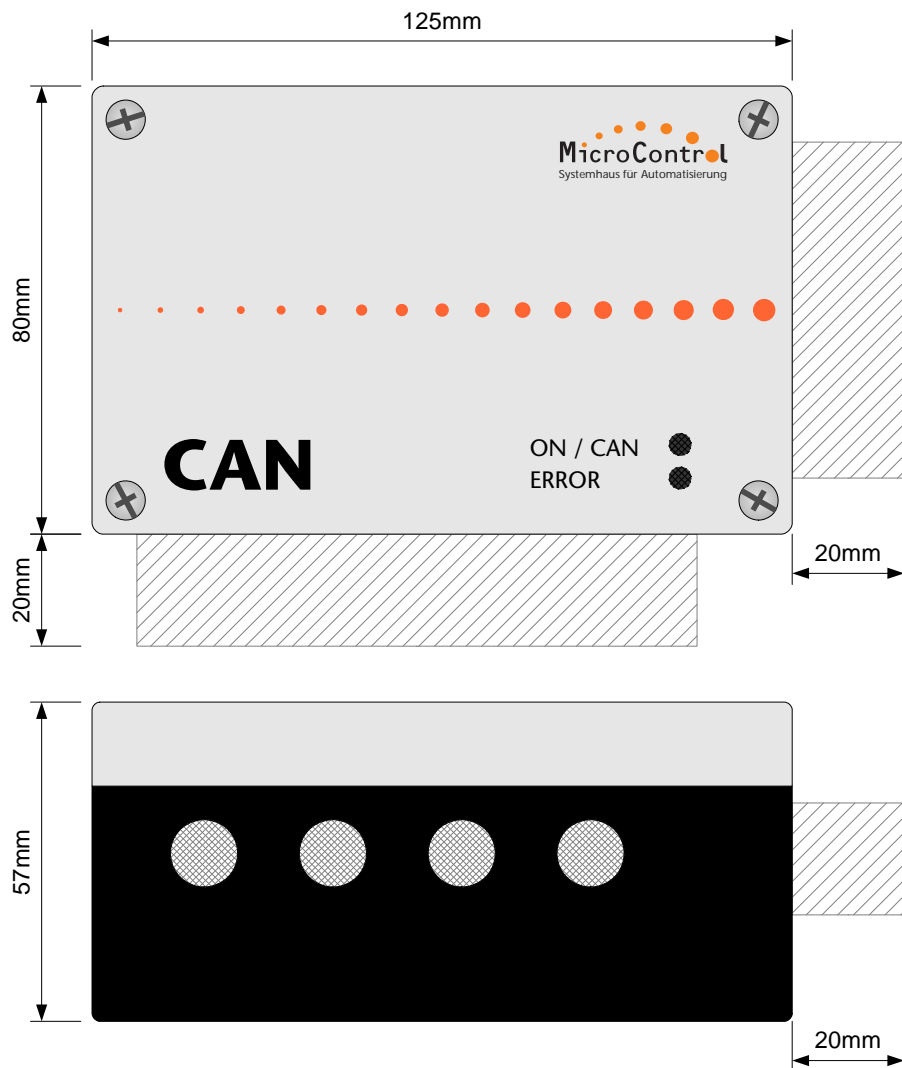 125mm
MicroControl
Systemhaus für Automatisierung
80mm
CAN
ON / CAN
ERROR
20mm
20mm
57mm
20mm